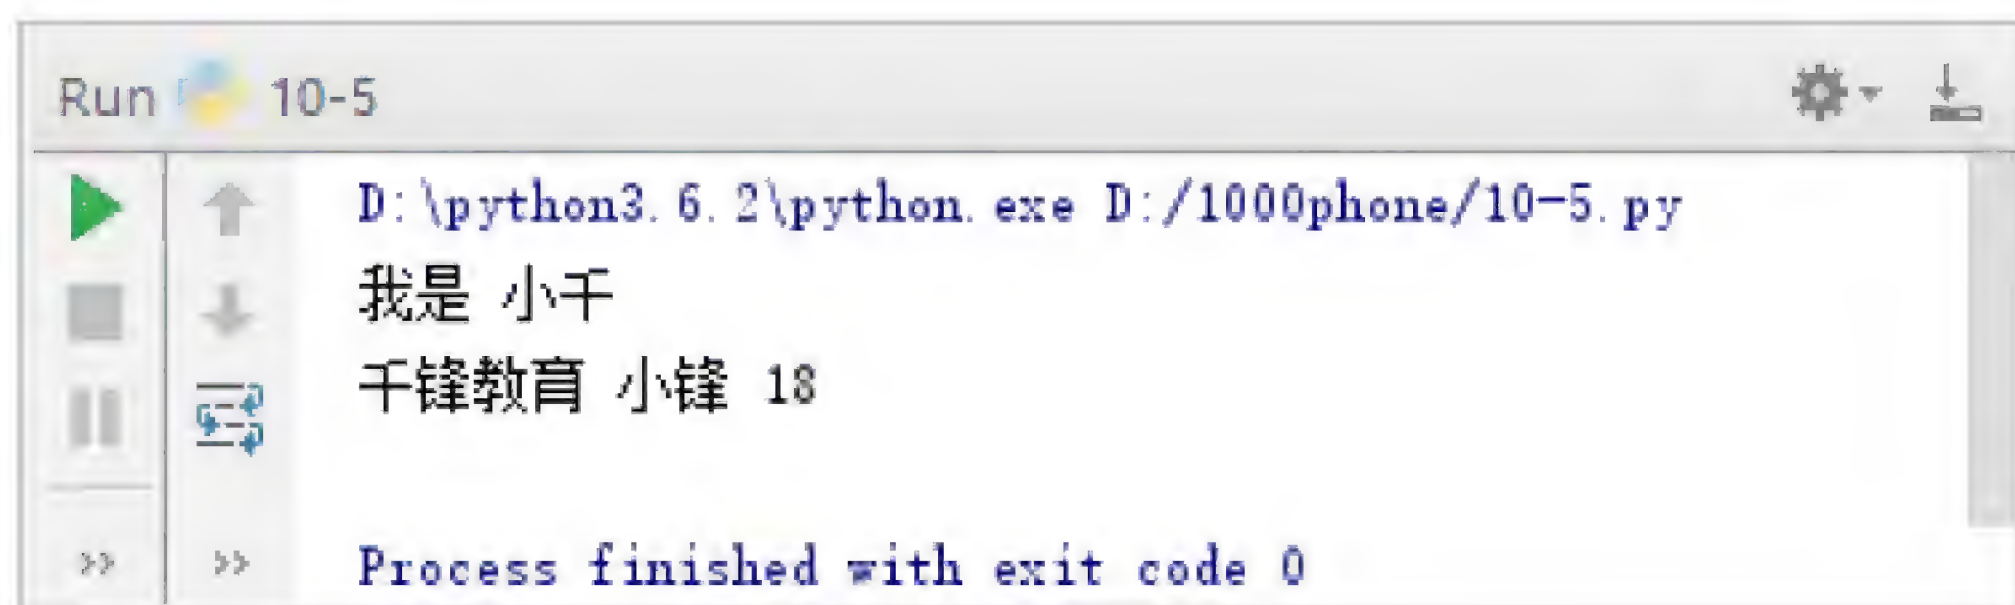 Run 10-5
D:\python3.6.2\python.exe D:/1000phone/10-5.py
我是 小千
千锋教育 小锋 18
Process finished with exit code 0